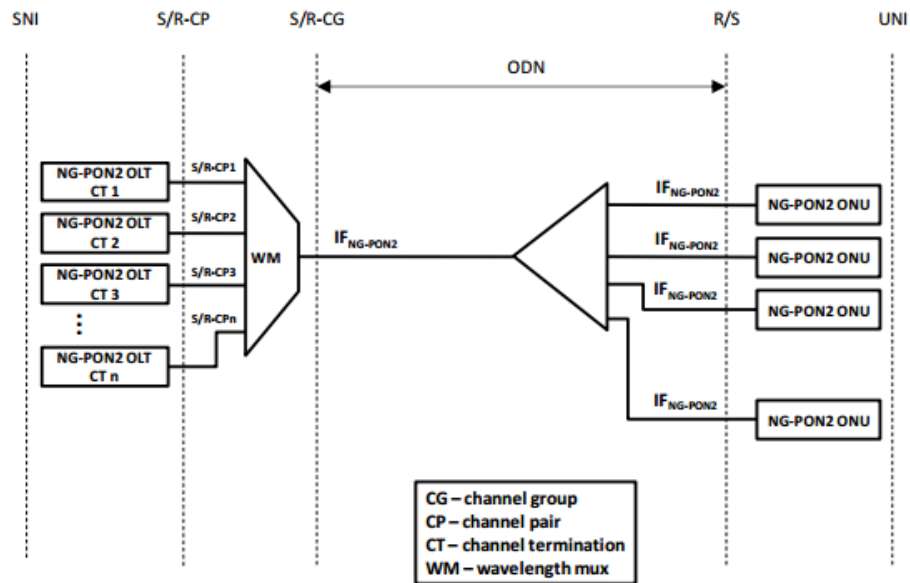 SNI S/R-CP S/R-CG R/S UNI
ODN
NG-PON2 OLT
CT 1
S/R-CP1
NG-PON2 OLT
CT 2
S/R-CP2
NG-PON2 OLT
CT 3
S/R-CP3
⋮
NG-PON2 OLT
CT n
S/R-CPn
WM
IFNG-PON2
IFNG-PON2
NG-PON2 ONU
IFNG-PON2
NG-PON2 ONU
IFNG-PON2
NG-PON2 ONU
IFNG-PON2
NG-PON2 ONU
CG – channel group
CP – channel pair
CT – channel termination
WM – wavelength mux